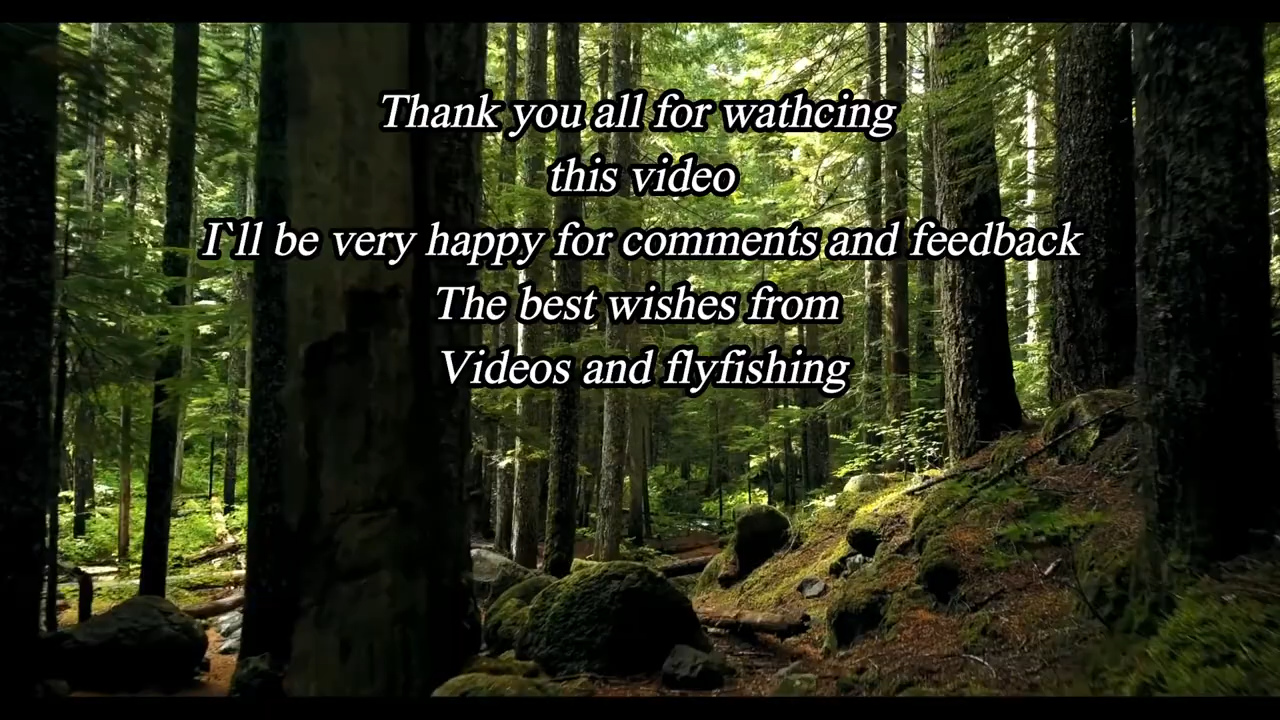 Thank you all for wathcing
this video
I`ll be very happy for comments and feedback
The best wishes from
Videos and flyfishing